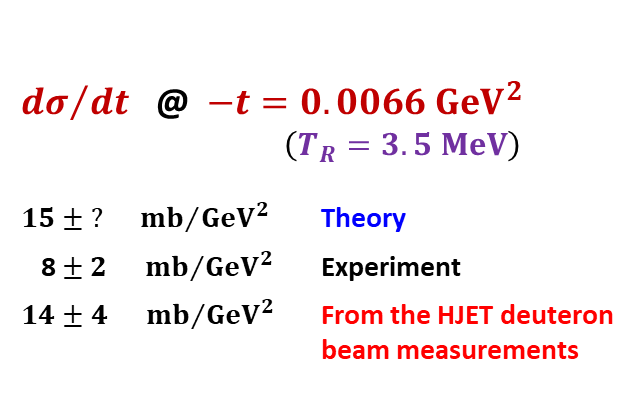 dσ/dt @ −t = 0.0066 GeV²
(T_R = 3.5 MeV)
15 ± ? mb/GeV² Theory
8 ± 2 mb/GeV² Experiment
14 ± 4 mb/GeV² From the HJET deuteron
beam measurements